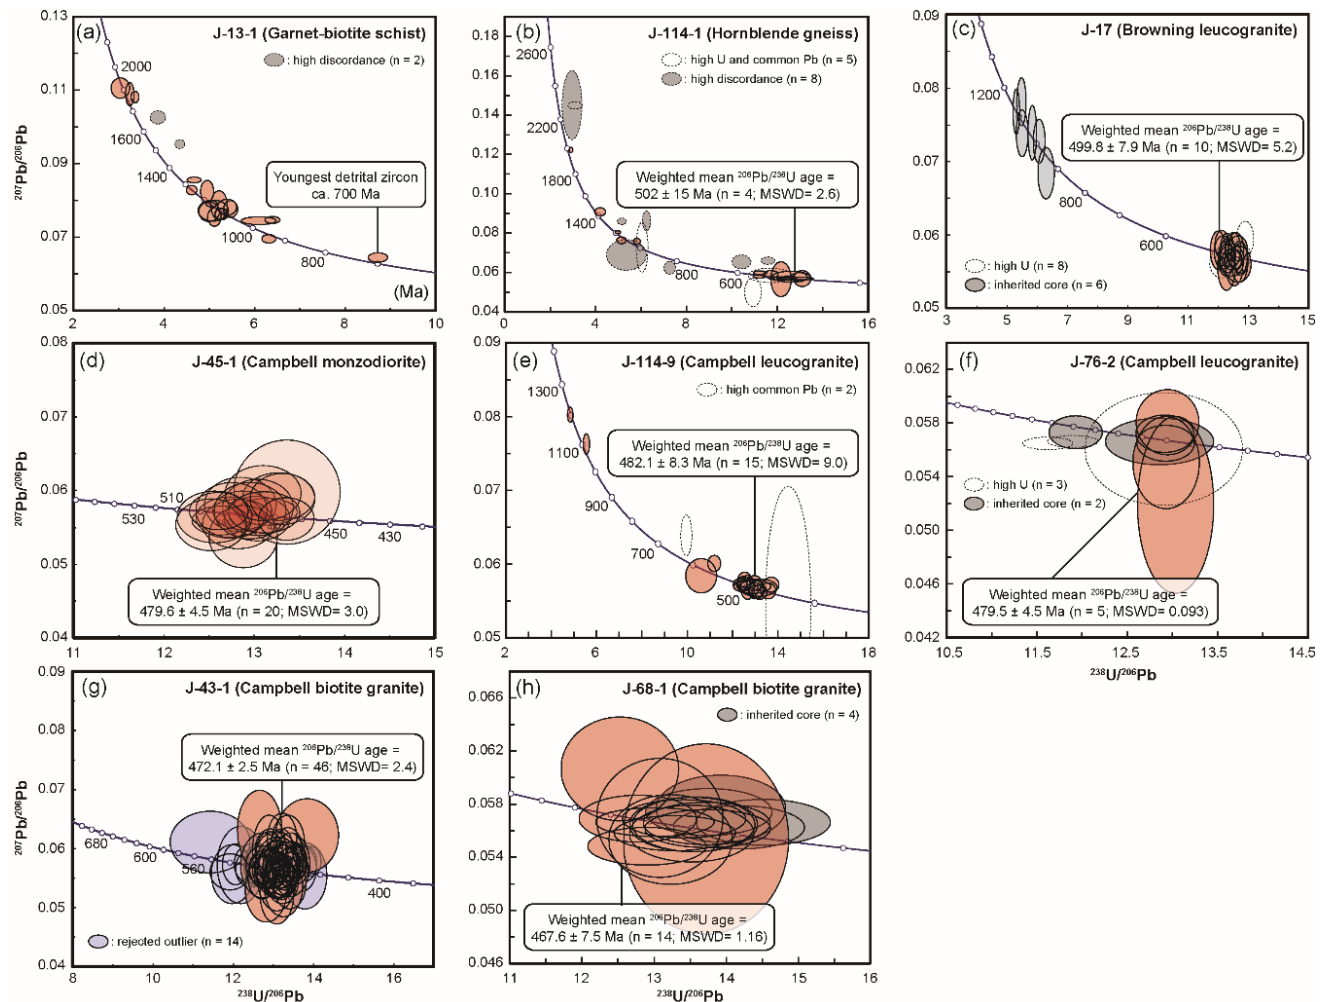 (a)
J-13-1 (Garnet-biotite schist)
: high discordance (n = 2)
0.13
0.11
0.09
0.07
0.05
2000
1600
1400
1000
800
Youngest detrital zircon
ca. 700 Ma
(Ma)
2
4
6
8
10
²⁰⁷Pb/²⁰⁶Pb
(b)
J-114-1 (Hornblende gneiss)
: high U and common Pb (n = 5)
: high discordance (n = 8)
0.18
0.16
0.14
0.12
0.10
0.08
0.06
0.04
2600
2200
1800
1400
800
600
Weighted mean ²⁰⁶Pb/²³⁸U age =
502 ± 15 Ma (n = 4; MSWD= 2.6)
0
2
4
6
8
10
12
14
16
(c)
J-17 (Browning leucogranite)
0.09
0.08
0.07
0.06
0.05
1200
800
600
Weighted mean ²⁰⁶Pb/²³⁸U age =
499.8 ± 7.9 Ma (n = 10; MSWD= 5.2)
: high U (n = 8)
: inherited core (n = 6)
3
5
7
9
11
13
15
(d)
J-45-1 (Campbell monzodiorite)
0.08
0.07
0.06
0.05
0.04
530
510
450
430
Weighted mean ²⁰⁶Pb/²³⁸U age =
479.6 ± 4.5 Ma (n = 20; MSWD= 3.0)
11
12
13
14
15
²⁰⁷Pb/²⁰⁶Pb
(e)
J-114-9 (Campbell leucogranite)
: high common Pb (n = 2)
0.09
0.08
0.07
0.06
0.05
1300
1100
900
700
500
Weighted mean ²⁰⁶Pb/²³⁸U age =
482.1 ± 8.3 Ma (n = 15; MSWD= 9.0)
2
4
6
8
10
12
14
16
18
(f)
J-76-2 (Campbell leucogranite)
0.062
0.058
0.054
0.050
0.046
0.042
: high U (n = 3)
: inherited core (n = 2)
Weighted mean ²⁰⁶Pb/²³⁸U age =
479.5 ± 4.5 Ma (n = 5; MSWD= 0.093)
10.5
11.5
12.5
13.5
14.5
²³⁸U/²⁰⁶Pb
(g)
J-43-1 (Campbell biotite granite)
0.09
0.08
0.07
0.06
0.05
0.04
680
600
560
400
Weighted mean ²⁰⁶Pb/²³⁸U age =
472.1 ± 2.5 Ma (n = 46; MSWD= 2.4)
: rejected outlier (n = 14)
8
10
12
14
16
²⁰⁷Pb/²⁰⁶Pb
²³⁸U/²⁰⁶Pb
(h)
J-68-1 (Campbell biotite granite)
: inherited core (n = 4)
0.066
0.062
0.058
0.054
0.050
0.046
Weighted mean ²⁰⁶Pb/²³⁸U age =
467.6 ± 7.5 Ma (n = 14; MSWD= 1.16)
11
12
13
14
15
16
²³⁸U/²⁰⁶Pb